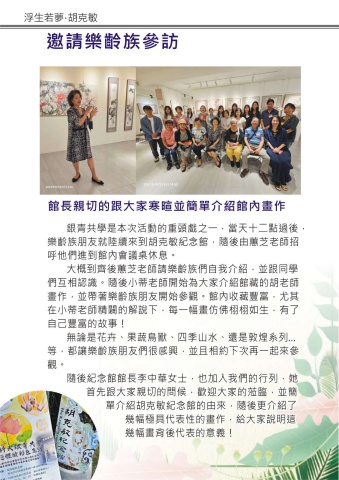 浮生若夢‧胡克敏
邀請樂齡族參訪
館長親切的跟大家寒暄並簡單介紹館內畫作
銀青共學是本次活動的重頭戲之一，當天十二點過後，
樂齡族朋友就陸續來到胡克敏紀念館，隨後由蕙芝老師招
呼他們進到館內會議桌休息。
大概到齊後蕙芝老師請樂齡族們自我介紹，並跟同學
們互相認識。隨後小蒂老師開始為大家介紹館藏的胡老師
畫作，並帶著樂齡族朋友開始參觀。館內收藏豐富，尤其
在小蒂老師精闢的解說下，每一幅畫仿佛栩栩如生，有了
自己豐富的故事！
無論是花卉、果蔬鳥獸、四季山水、還是敦煌系列...
等，都讓樂齡族朋友們很感興，並且相約下次再一起來參
觀。
隨後紀念館館長李中華女士，也加入我們的行列，她
首先跟大家親切的問候，歡迎大家的蒞臨，並簡
單介紹胡克敏紀念館的由來，隨後更介紹了
幾幅極具代表性的畫作，給大家說明這
幾幅畫背後代表的意義！
胡克敏紀念館